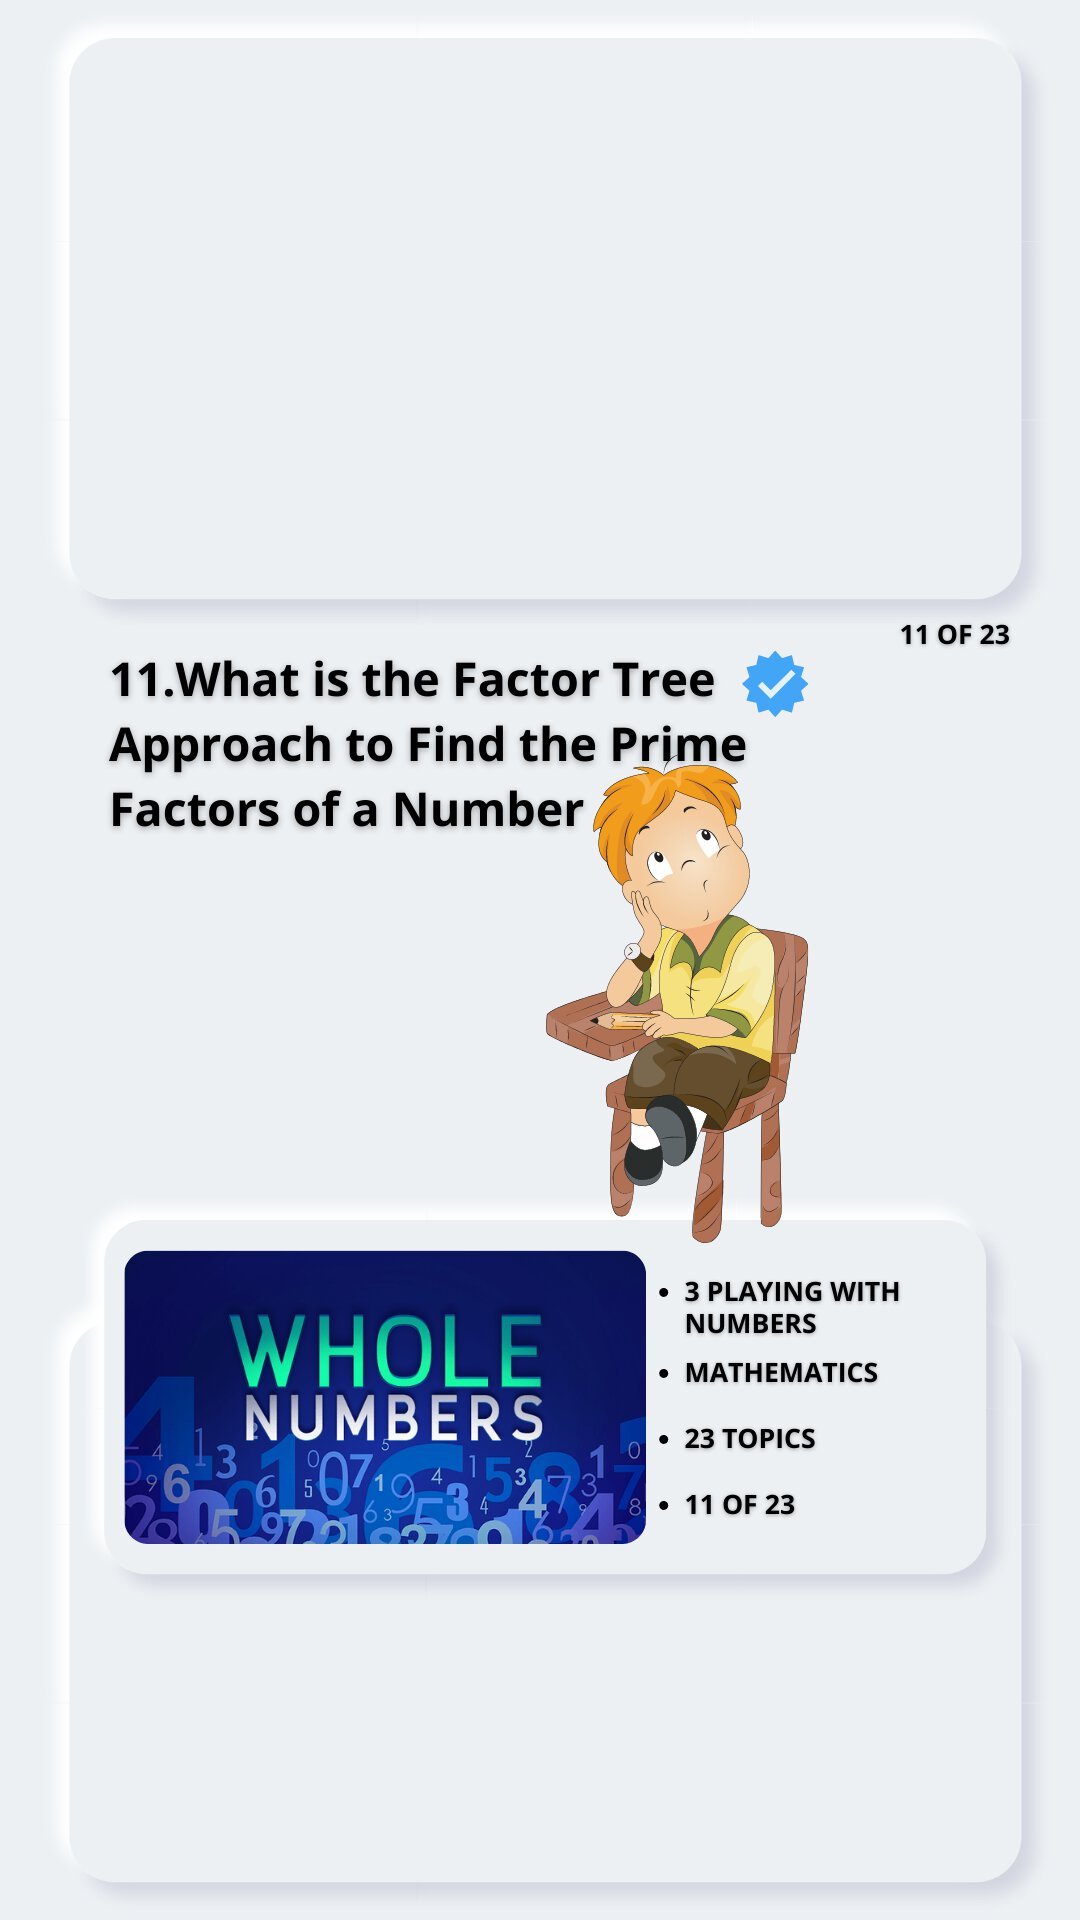 11 OF 23
11.What is the Factor Tree
Approach to Find the Prime
Factors of a Number
WHOLE
NUMBERS
• 3 PLAYING WITH
NUMBERS
• MATHEMATICS
• 23 TOPICS
• 11 OF 23